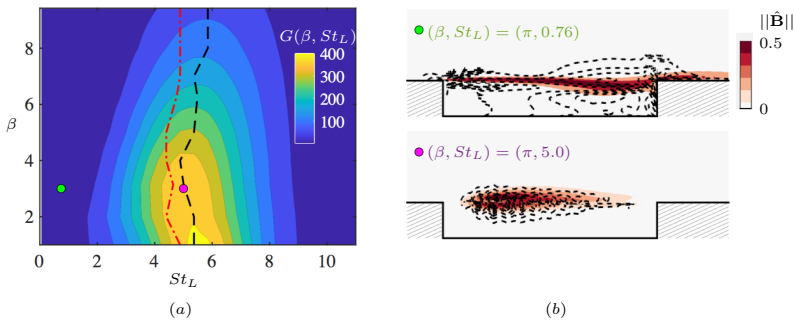 G(β, St_L)
400
300
200
100
8
6
4
2
β
0
2
4
6
8
10
St_L
(a)
(β, St_L) = (π, 0.76)
(β, St_L) = (π, 5.0)
||B̂||
0.5
0
(b)